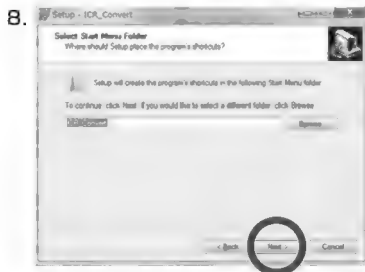 8.
Setup - ICR_Convert
Select Start Menu Folder
Where should Setup place the program's shortcuts?
Setup will create the program's shortcuts in the following Start Menu folder
To continue click Next If you would like to select a different folder click Browse
Browse
< Back Next > Cancel